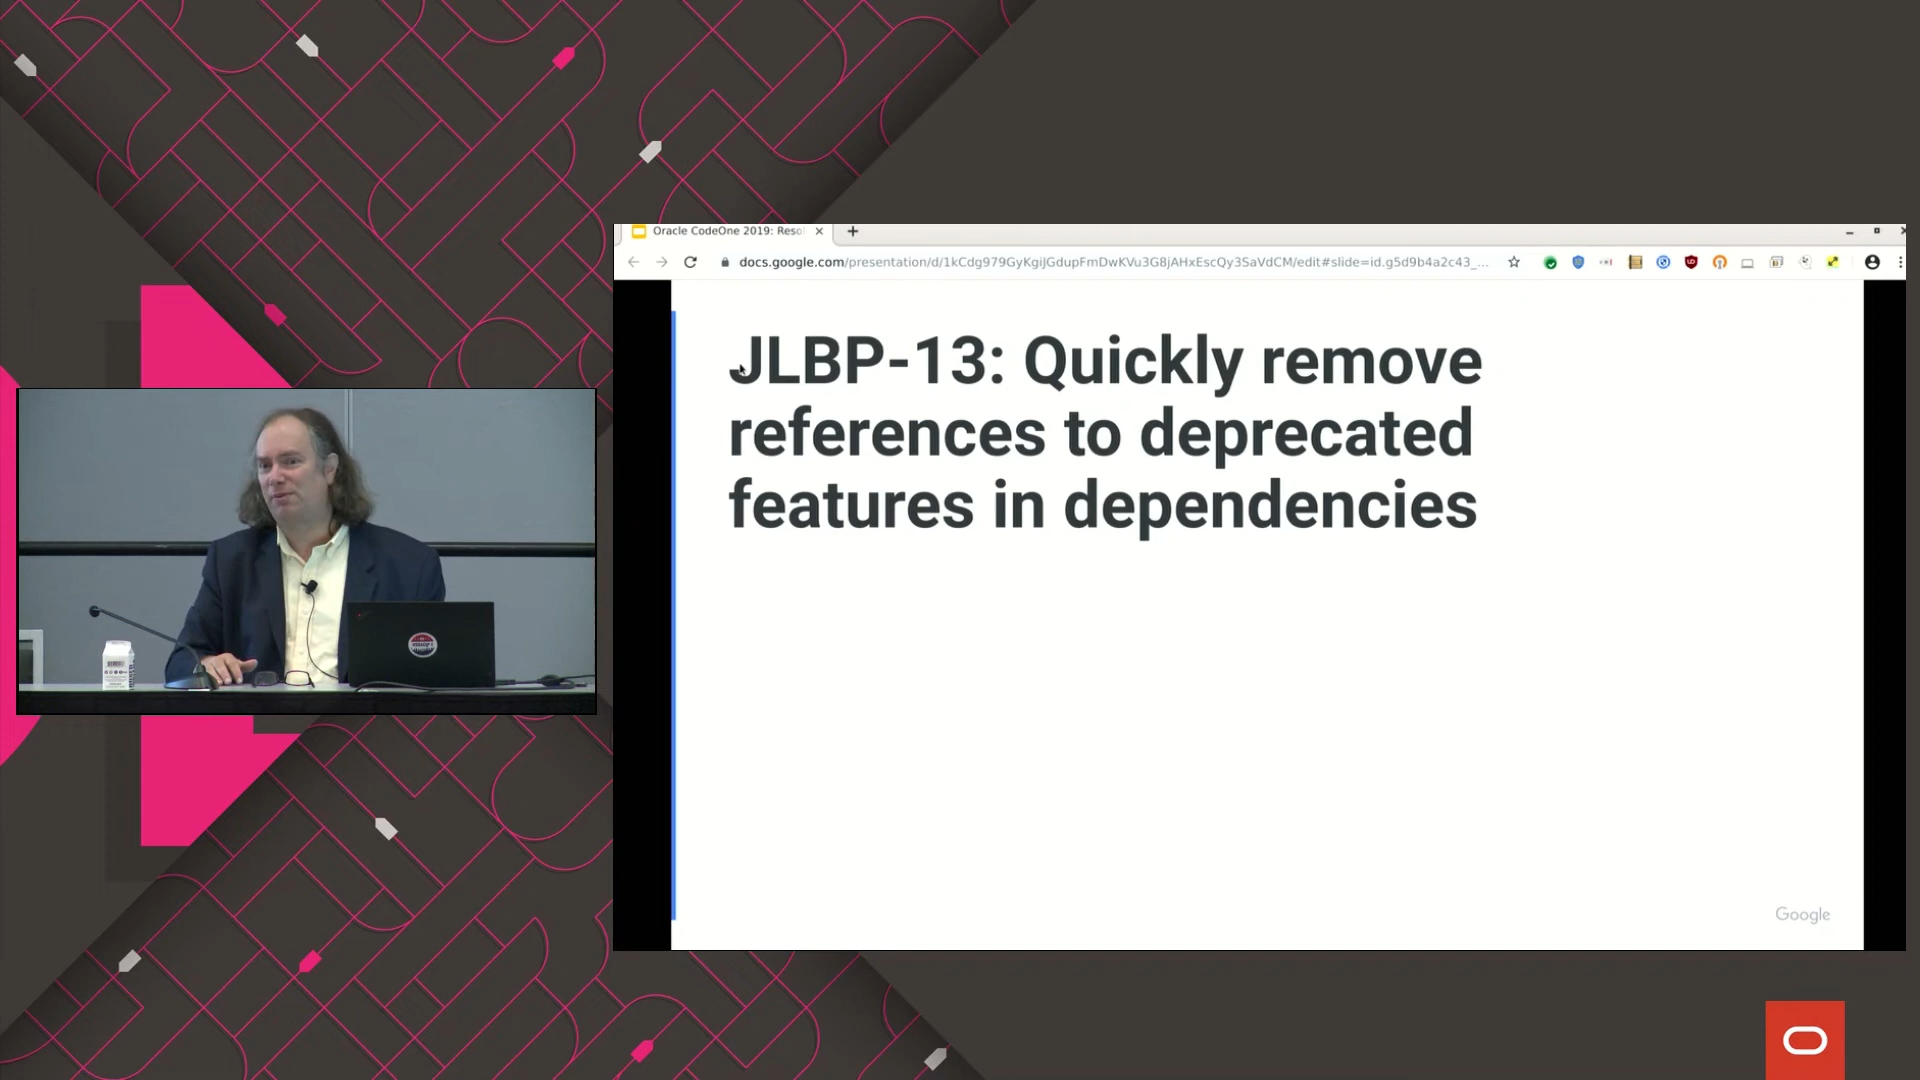 Oracle CodeOne 2019: Reso
docs.google.com/presentation/d/1kCdg979GyKgiJGdupFmDwKVu3G8jAHxEscQy3SaVdCM/edit#slide=id.g5d9b4a2c43_...
JLBP-13: Quickly remove
references to deprecated
features in dependencies
Google